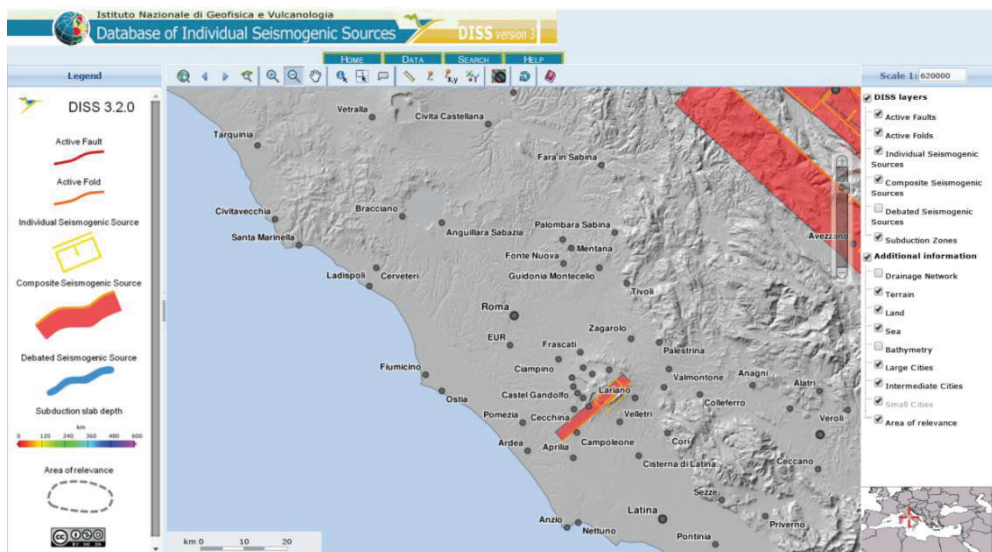 Istituto Nazionale di Geofisica e Vulcanologia
Database of Individual Seismogenic Sources
DISS version 3
HOME DATA SEARCH HELP
Legend
Scale 1: 620000
DISS 3.2.0
Active Fault
Active Fold
Individual Seismogenic Source
Composite Seismogenic Source
Debated Seismogenic Source
Subduction slab depth
km
0 120 240 360 480 600
Area of relevance
CC
BY NC SA
Vetralla
Civita Castellana
Tarquinia
Fara in Sabina
Civitavecchia
Bracciano
Anguillara Sabazia
Palombara Sabina
Santa Marinella
Mentana
Fonte Nuova
Avezzano
Ladispoli
Cerveteri
Guidonia Montecelio
Tivoli
Roma
Zagarolo
EUR
Frascati
Palestrina
Fiumicino
Ciampino
Valmontone
Anagni
Alatri
Ostia
Castel Gandolfo
Lariano
Colleferro
Pomezia
Cecchina
Velletri
Veroli
Ardea
Aprilia
Campoleone
Cori
Cisterna di Latina
Ceccano
Sezze
Latina
Anzio
Nettuno
Priverno
Pontinia
km 0 10 20
DISS layers
Active Faults
Active Folds
Individual Seismogenic
Sources
Composite Seismogenic
Sources
Debated Seismogenic
Sources
Subduction Zones
Additional information
Drainage Network
Terrain
Land
Sea
Bathymetry
Large Cities
Intermediate Cities
Small Cities
Area of relevance